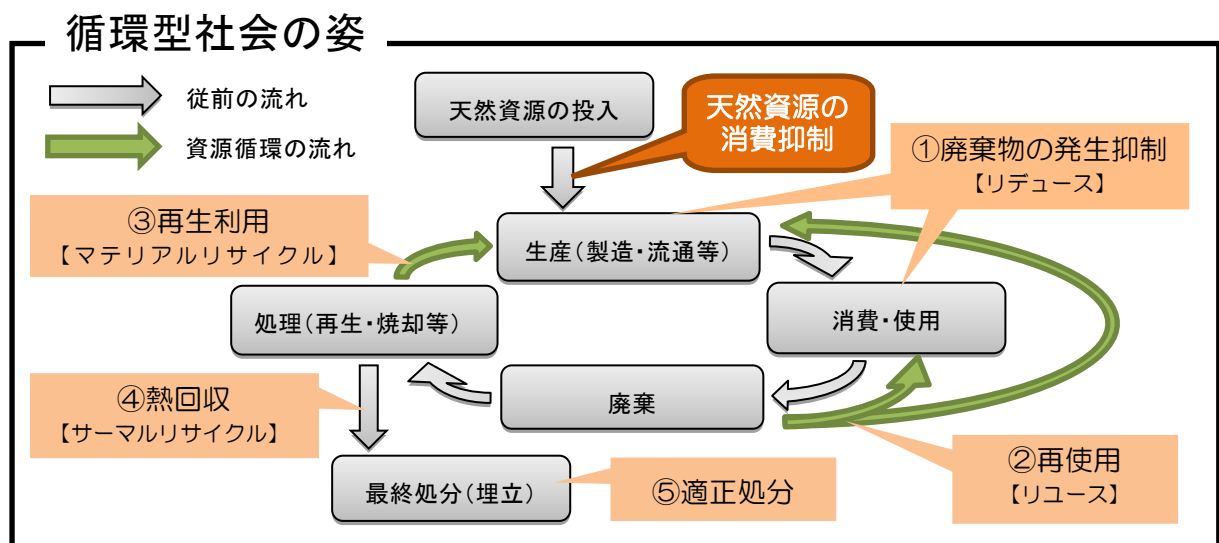 循環型社会の姿
従前の流れ
資源循環の流れ
天然資源の投入
天然資源の
消費抑制
①廃棄物の発生抑制
【リデュース】
③再生利用
【マテリアルリサイクル】
生産（製造・流通等）
処理（再生・焼却等）
消費・使用
④熱回収
【サーマルリサイクル】
廃棄
②再使用
【リユース】
最終処分（埋立）
⑤適正処分